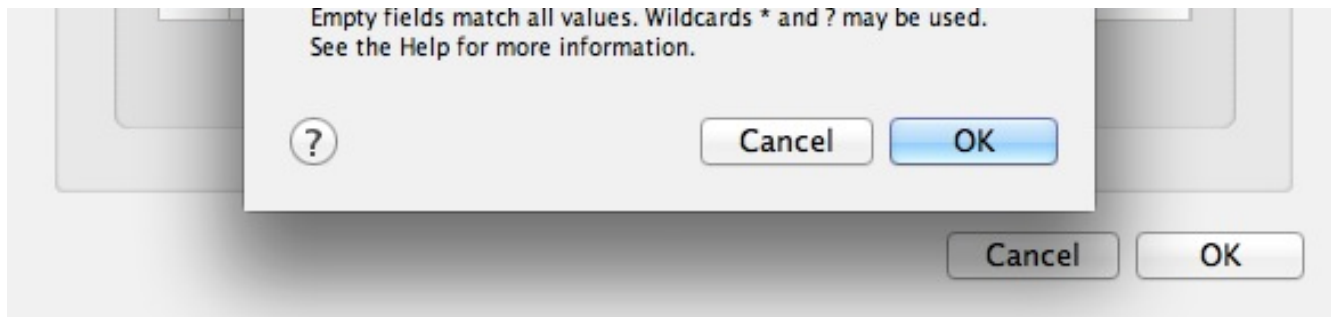 Empty fields match all values. Wildcards * and ? may be used.
See the Help for more information.
? Cancel OK
Cancel OK